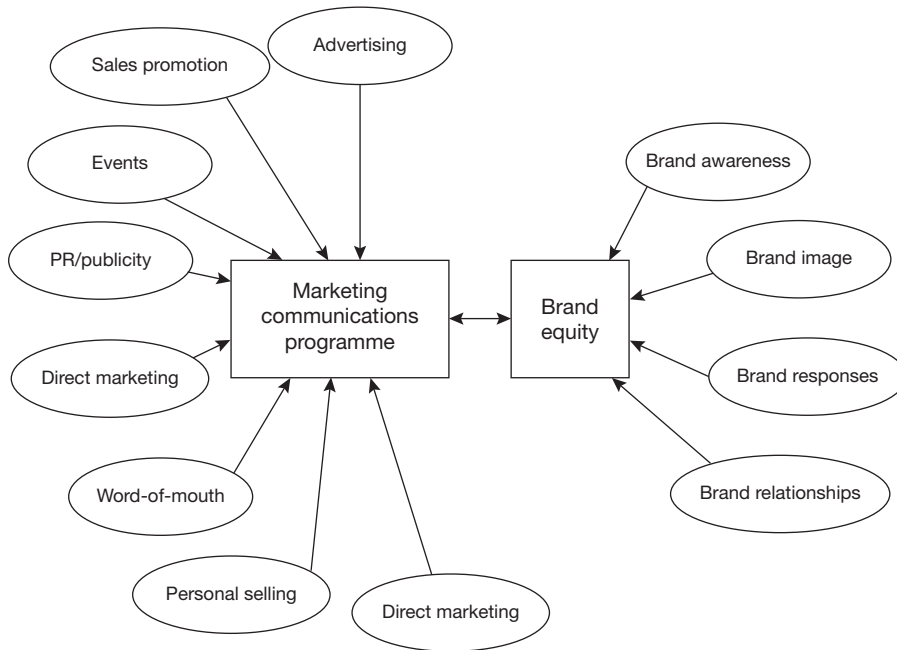 Advertising
Sales promotion
Events
PR/publicity
Direct marketing
Word-of-mouth
Personal selling
Direct marketing
Marketing
communications
programme
Brand
equity
Brand awareness
Brand image
Brand responses
Brand relationships